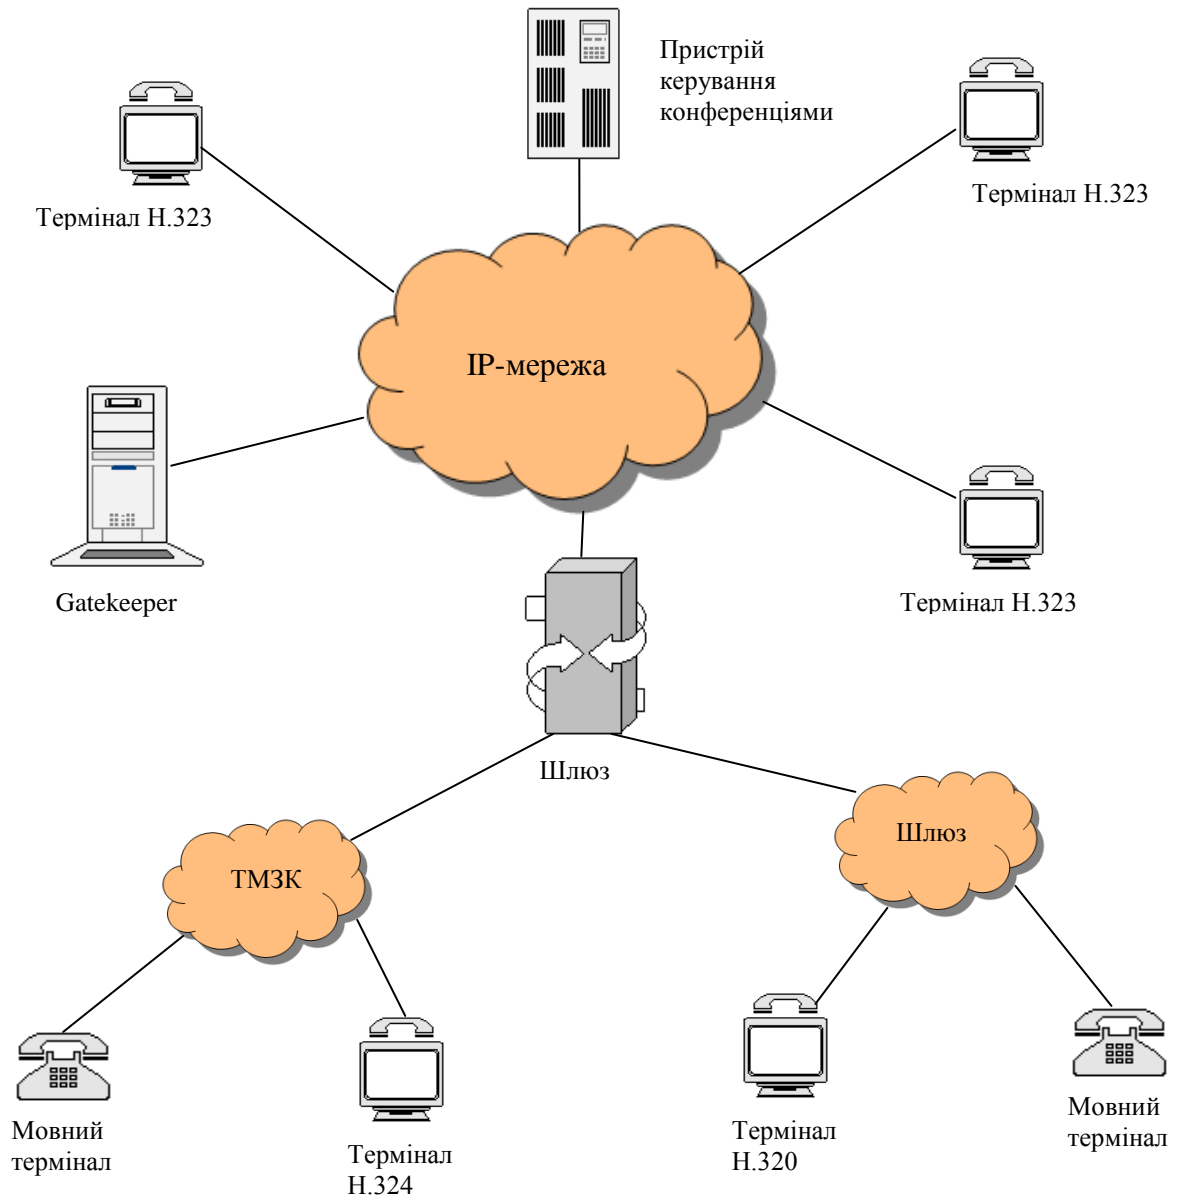 Пристрій
керування
конференціями
Термінал Н.323
Термінал Н.323
ІР-мережа
Gatekeeper
Термінал Н.323
Шлюз
ТМЗК
Шлюз
Мовний
термінал
Термінал
Н.324
Термінал
Н.320
Мовний
термінал